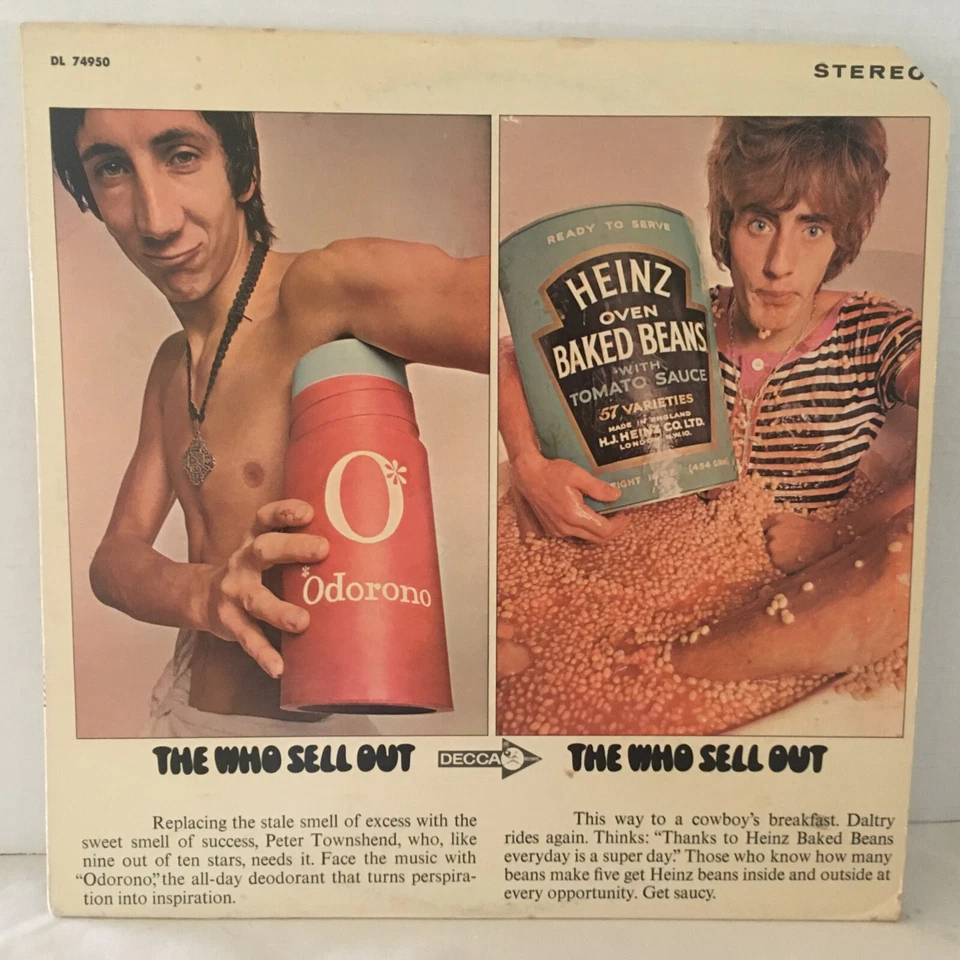 DL 74950
STEREO
READY TO SERVE
HEINZ
OVEN
BAKED BEANS
WITH
TOMATO SAUCE
57 VARIETIES
MADE IN ENGLAND
H.J. HEINZ CO. LTD.
LONDON N.W.10.
O*
*Odorono
THE WHO SELL OUT
DECCA
THE WHO SELL OUT
Replacing the stale smell of excess with the
sweet smell of success, Peter Townshend, who, like
nine out of ten stars, needs it. Face the music with
“Odorono,” the all-day deodorant that turns perspira-
tion into inspiration.
This way to a cowboy’s breakfast. Daltry
rides again. Thinks: “Thanks to Heinz Baked Beans
everyday is a super day.” Those who know how many
beans make five get Heinz beans inside and outside at
every opportunity. Get saucy.